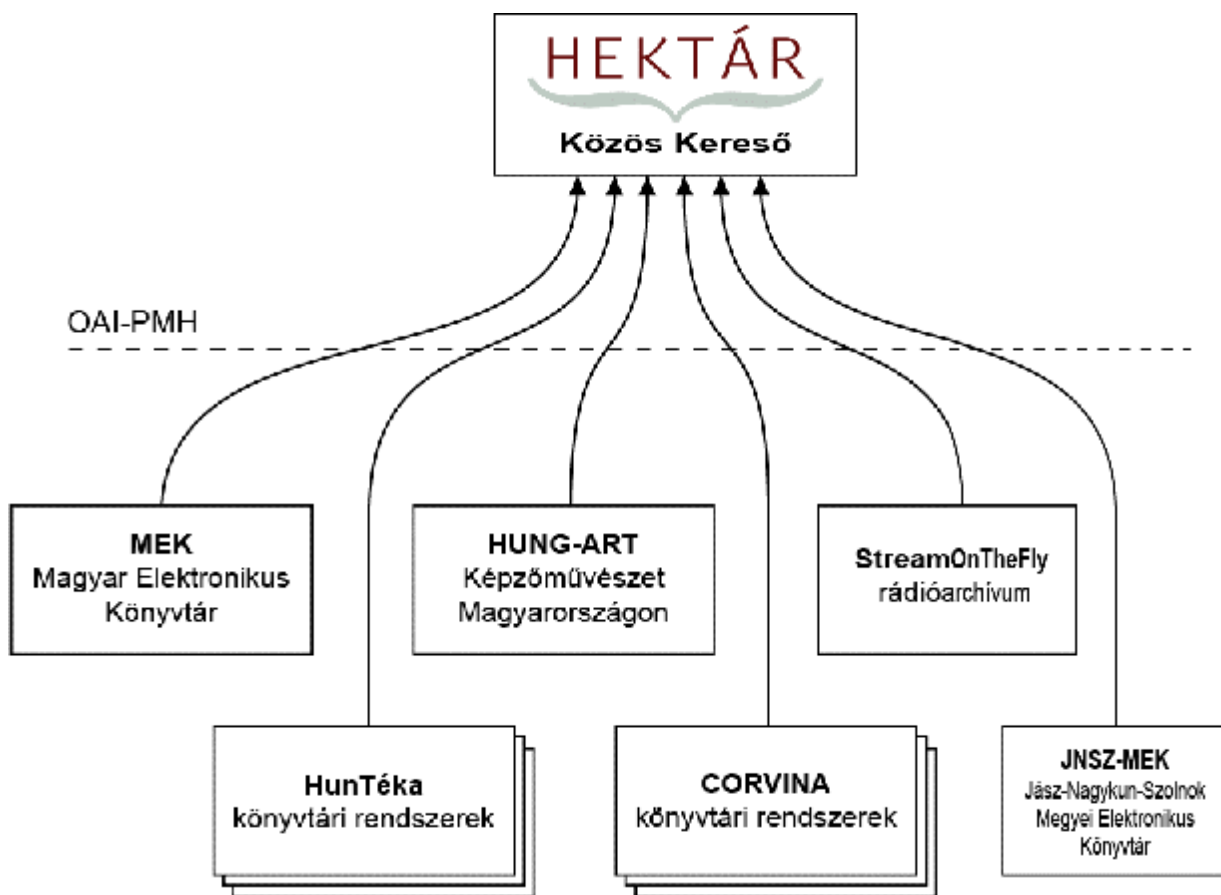 HEKTÁR
Közös Kereső
OAI-PMH
MEK
Magyar Elektronikus
Könyvtár
HUNG-ART
Képzőművészet
Magyarországon
StreamOnTheFly
rádióarchívum
HunTéka
könyvtári rendszerek
CORVINA
könyvtári rendszerek
JNSZ-MEK
Jász-Nagykun-Szolnok
Megyei Elektronikus
Könyvtár